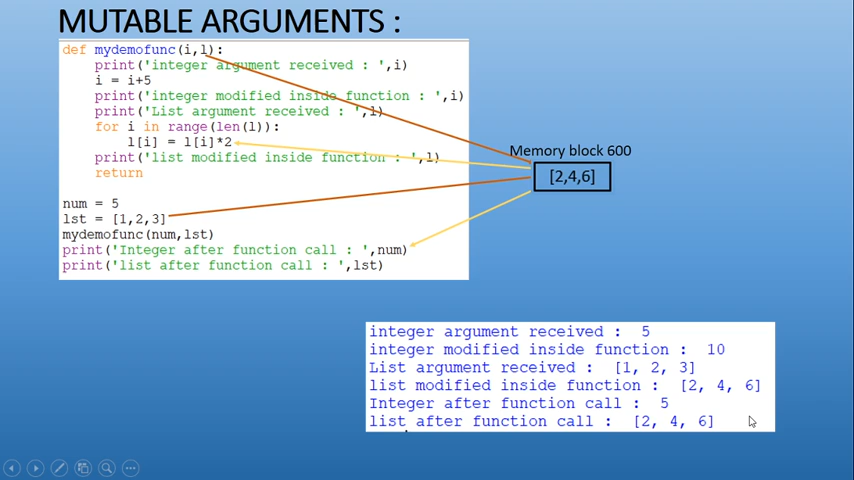 MUTABLE ARGUMENTS :
def mydemofunc(i,l):
    print('integer argument received : ',i)
    i = i+5
    print('integer modified inside function : ',i)
    print('List argument received : ',l)
    for i in range(len(l)):
        l[i] = l[i]*2
    print('list modified inside function : ',l)
    return
num = 5
lst = [1,2,3]
mydemofunc(num,lst)
print('Integer after function call : ',num)
print('list after function call : ',lst)
Memory block 600
[2,4,6]
integer argument received :  5
integer modified inside function :  10
List argument received :  [1, 2, 3]
list modified inside function :  [2, 4, 6]
Integer after function call :  5
list after function call :  [2, 4, 6]